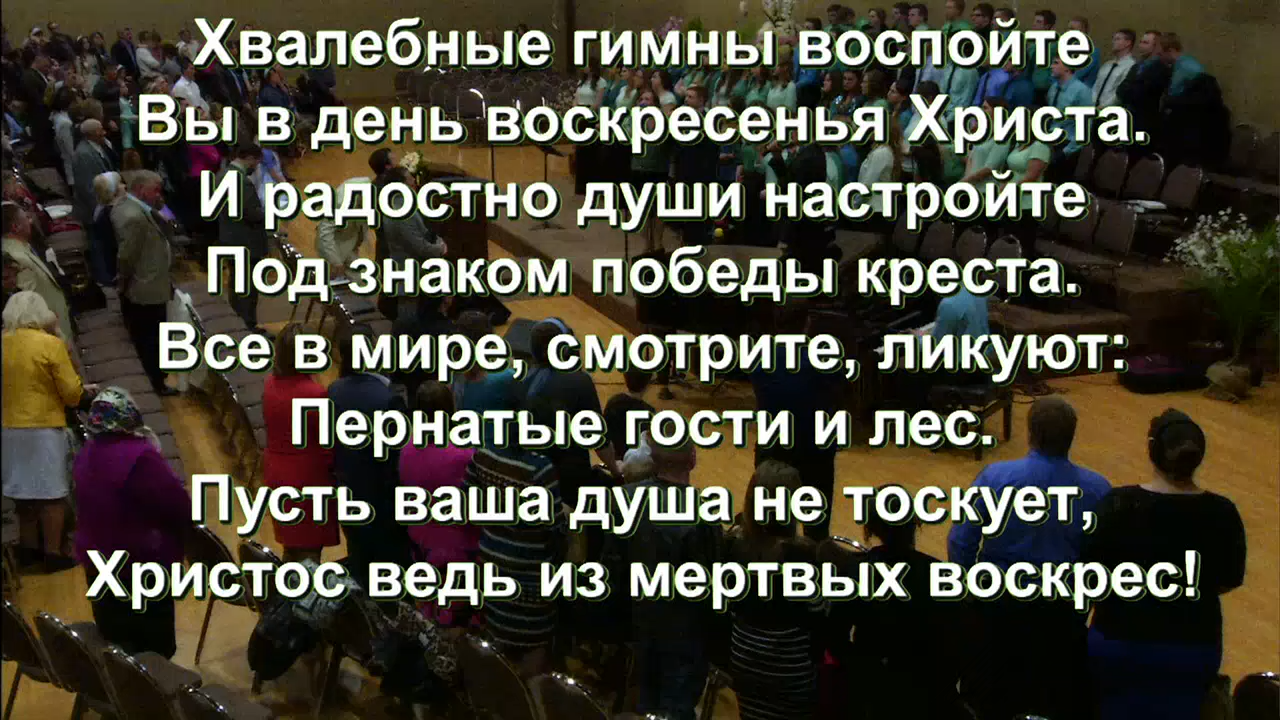 Хвалебные гимны воспойте
Вы в день воскресенья Христа.
И радостно души настройте
Под знаком победы креста.
Все в мире, смотрите, ликуют:
Пернатые гости и лес.
Пусть ваша душа не тоскует,
Христос ведь из мертвых воскрес!